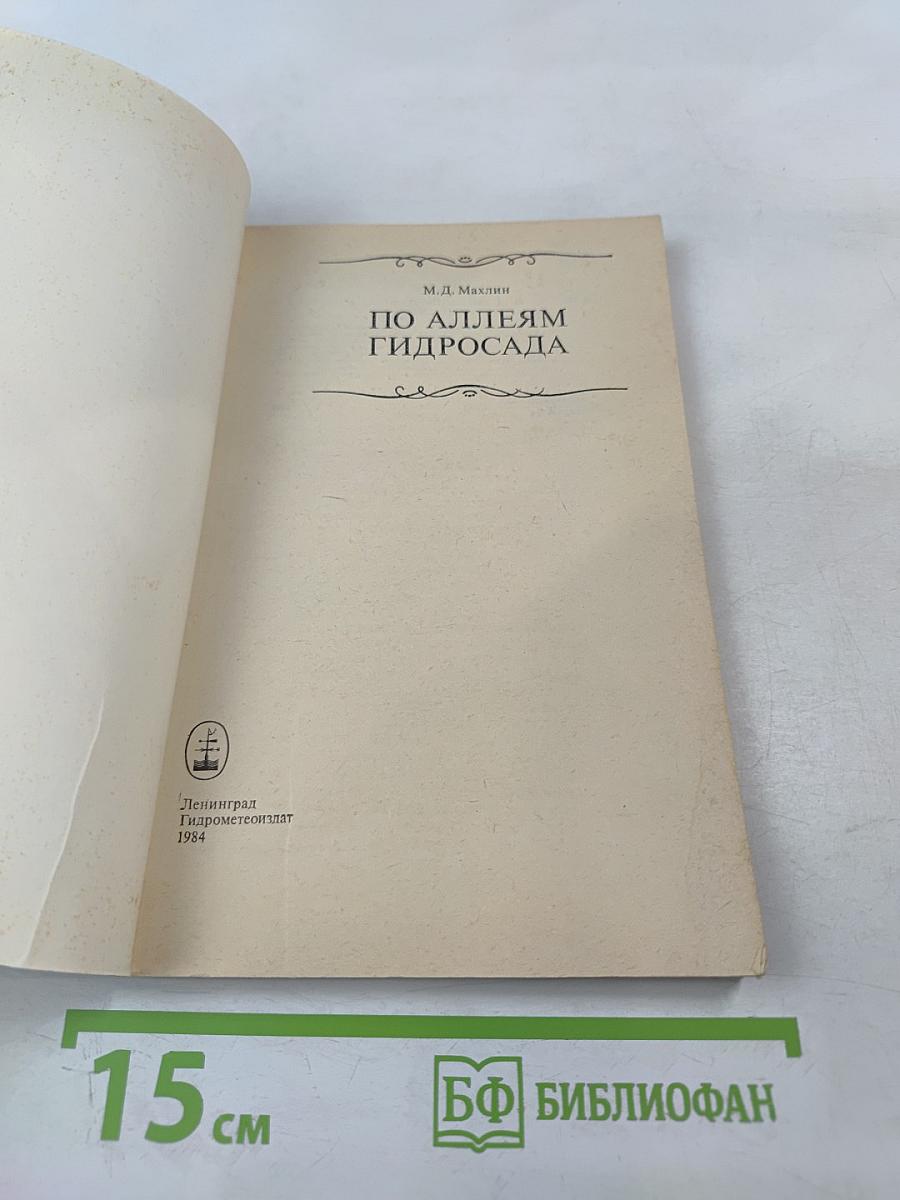 М. Д. Махлин
ПО АЛЛЕЯМ
ГИДРОСАДА
Ленинград
Гидрометеоиздат
1984
15 см
БФ БИБЛИОФАН